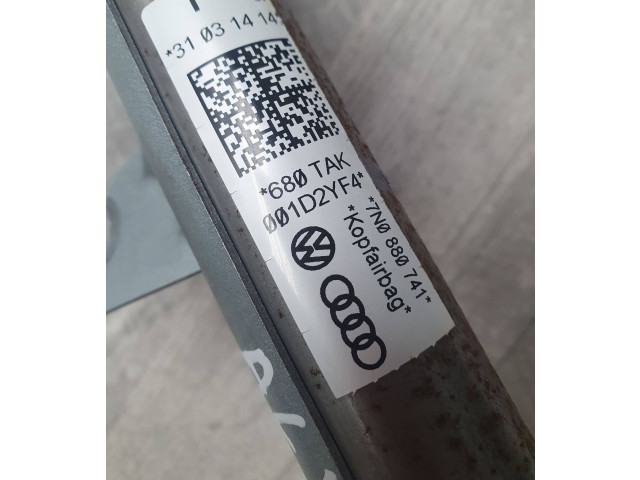 *31 03 14 14
*680 TAK
001D2YF4*
*7N0 880 741*
*Kopfairbag*